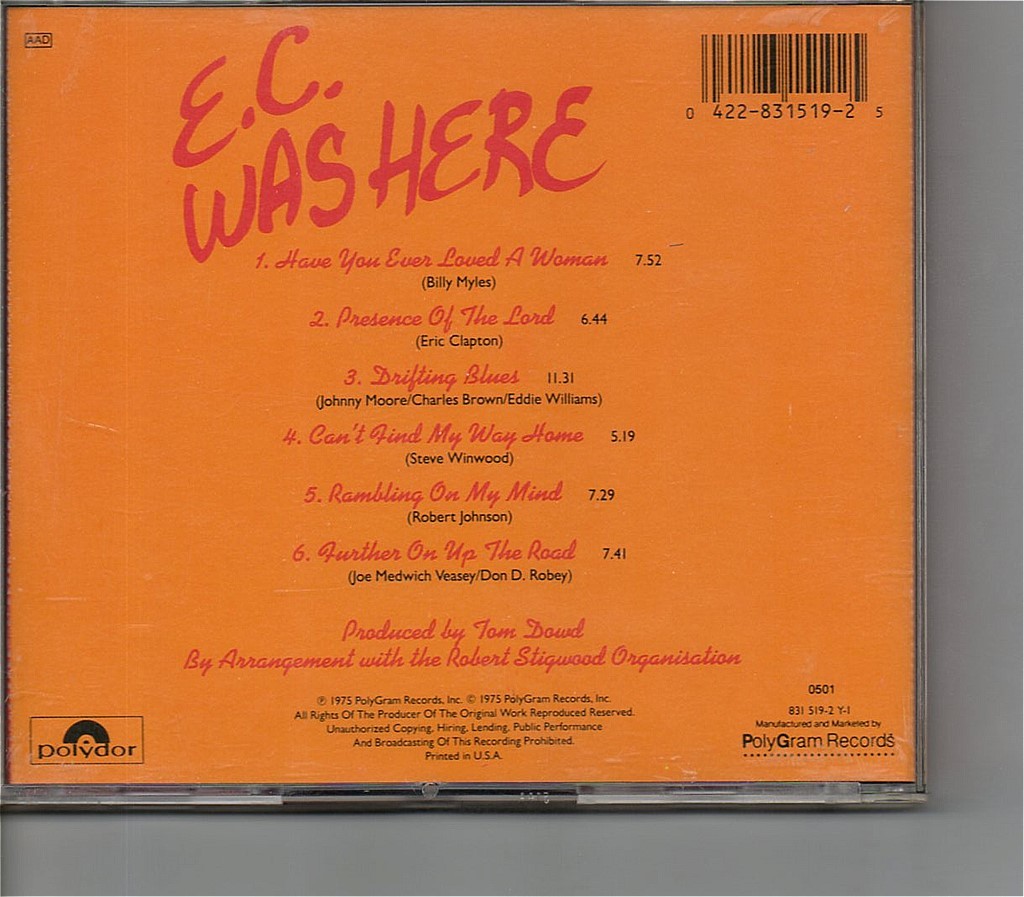 AAD
E.C.
WAS HERE
0 422-831519-2 5
1. Have You Ever Loved A Woman 7.52
(Billy Myles)
2. Presence Of The Lord 6.44
(Eric Clapton)
3. Drifting Blues 11.31
(Johnny Moore/Charles Brown/Eddie Williams)
4. Can't Find My Way Home 5.19
(Steve Winwood)
5. Rambling On My Mind 7.29
(Robert Johnson)
6. Further On Up The Road 7.41
(Joe Medwich Veasey/Don D. Robey)
Produced by Tom Dowd
By Arrangement with the Robert Stigwood Organisation
℗ 1975 PolyGram Records, Inc. © 1975 PolyGram Records, Inc.
All Rights Of The Producer Of The Original Work Reproduced Reserved.
Unauthorized Copying, Hiring, Lending, Public Performance
And Broadcasting Of This Recording Prohibited.
Printed in U.S.A.
polydor
0501
831 519-2 Y-1
Manufactured and Marketed by
PolyGram Records